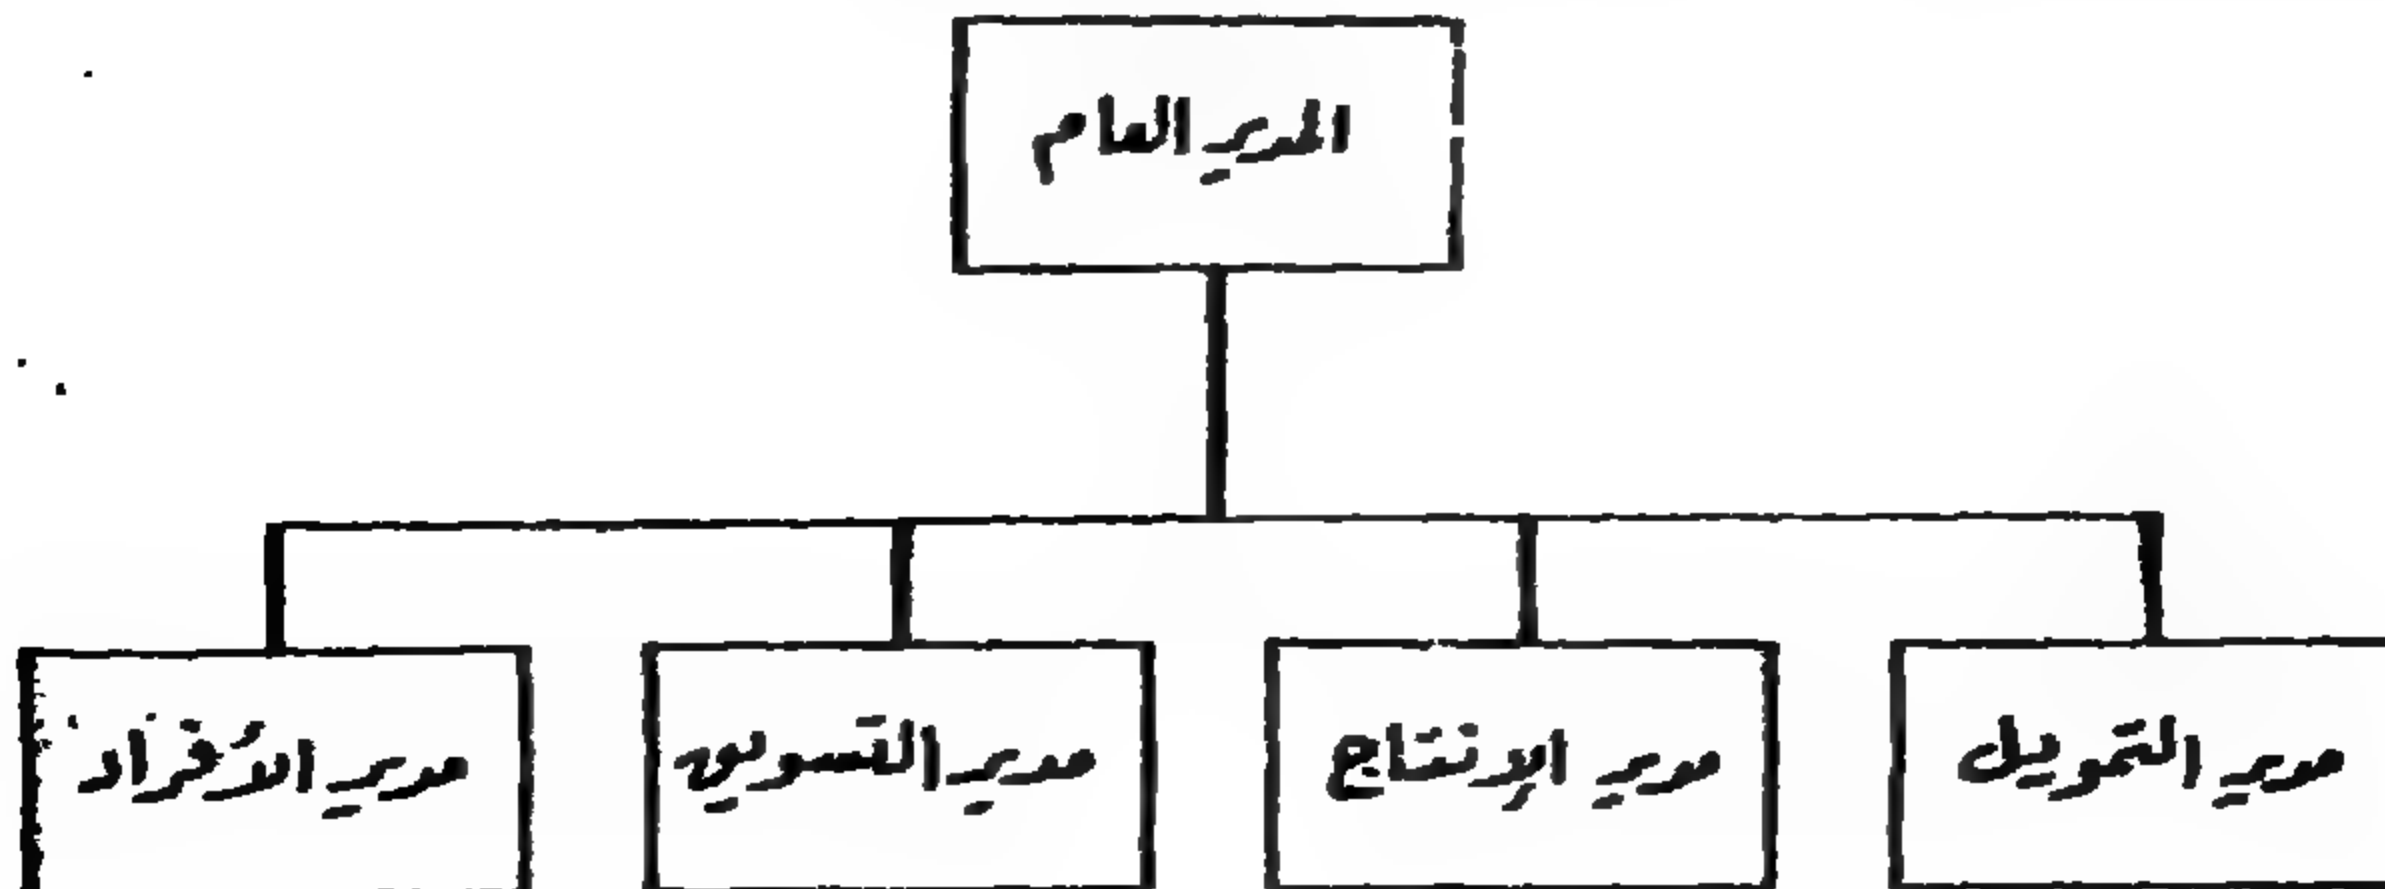 المدير العام
مدير التمويل
مدير الإنتاج
مدير التسويق
مدير الأفراد